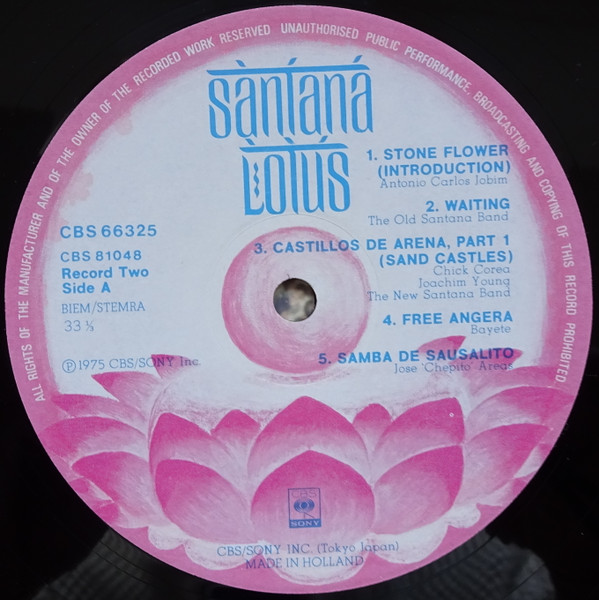 ALL RIGHTS OF THE MANUFACTURER AND OF THE OWNER OF THE RECORDED WORK RESERVED UNAUTHORISED PUBLIC PERFORMANCE, BROADCASTING AND COPYING OF THIS RECORD PROHIBITED
sàntáná
Lòtús
1. STONE FLOWER
(INTRODUCTION)
Antonio Carlos Jobim
2. WAITING
The Old Santana Band
3. CASTILLOS DE ARENA, PART 1
(SAND CASTLES)
Chick Corea
Joachim Young
The New Santana Band
4. FREE ANGERA
Bayete
5. SAMBA DE SAUSALITO
Jose 'Chepito' Areas
CBS 66325
CBS 81048
Record Two
Side A
BIEM/STEMRA
33 ⅓
Ⓟ 1975 CBS/SONY Inc.
CBS
SONY
CBS/SONY INC. (Tokyo Japan)
MADE IN HOLLAND